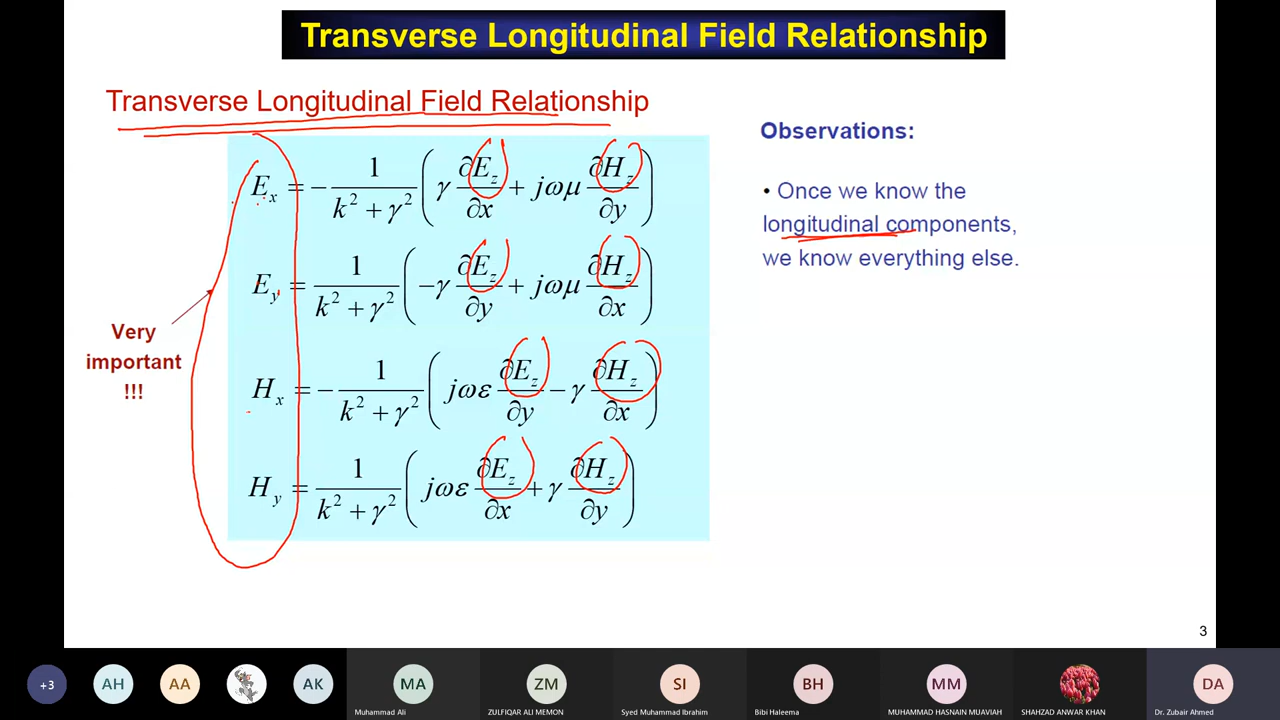 Transverse Longitudinal Field Relationship
Transverse Longitudinal Field Relationship
Observations:
• Once we know the
longitudinal components,
we know everything else.
E_x = − 1/(k² + γ²) ( γ ∂E_z/∂x + jωμ ∂H_z/∂y )
E_y = 1/(k² + γ²) ( −γ ∂E_z/∂y + jωμ ∂H_z/∂x )
H_x = − 1/(k² + γ²) ( jωε ∂E_z/∂y − γ ∂H_z/∂x )
H_y = 1/(k² + γ²) ( jωε ∂E_z/∂x + γ ∂H_z/∂y )
Very
important
!!!
3
+3
AH
AA
AK
MA
Muhammad Ali
ZM
ZULFIQAR ALI MEMON
SI
Syed Muhammad Ibrahim
BH
Bibi Haleema
MM
MUHAMMAD HASNAIN MUAVIAH
SHAHZAD ANWAR KHAN
DA
Dr. Zubair Ahmed